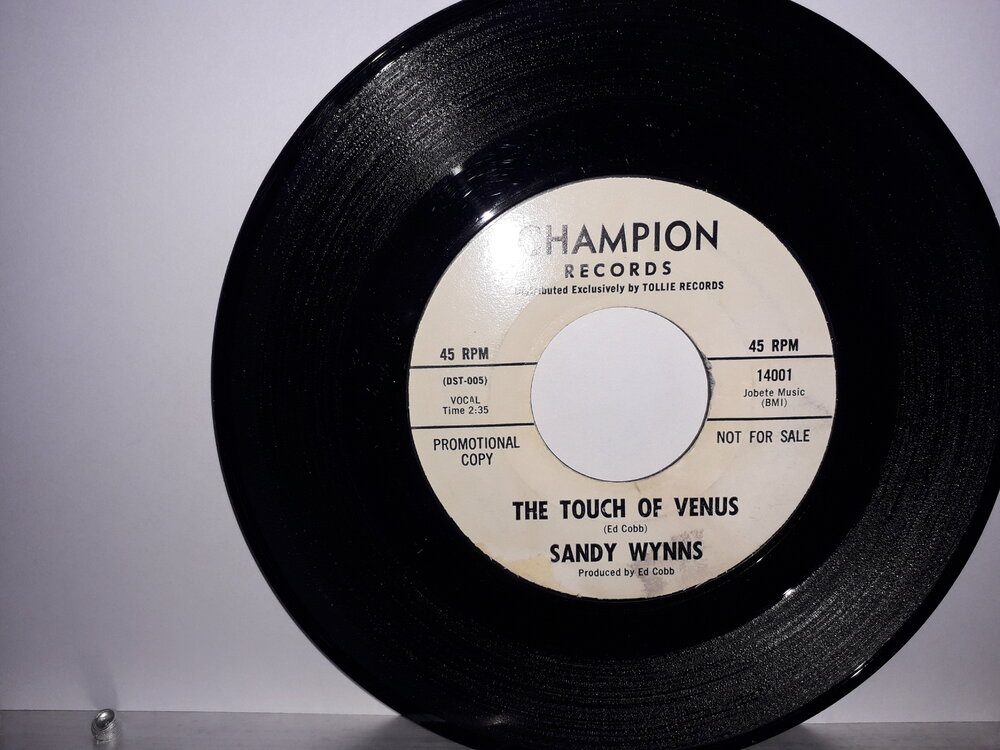 CHAMPION
RECORDS
Distributed Exclusively by TOLLIE RECORDS
45 RPM
(DST-005)
VOCAL
Time 2:35
PROMOTIONAL
COPY
45 RPM
14001
Jobete Music
(BMI)
NOT FOR SALE
THE TOUCH OF VENUS
(Ed Cobb)
SANDY WYNNS
Produced by Ed Cobb